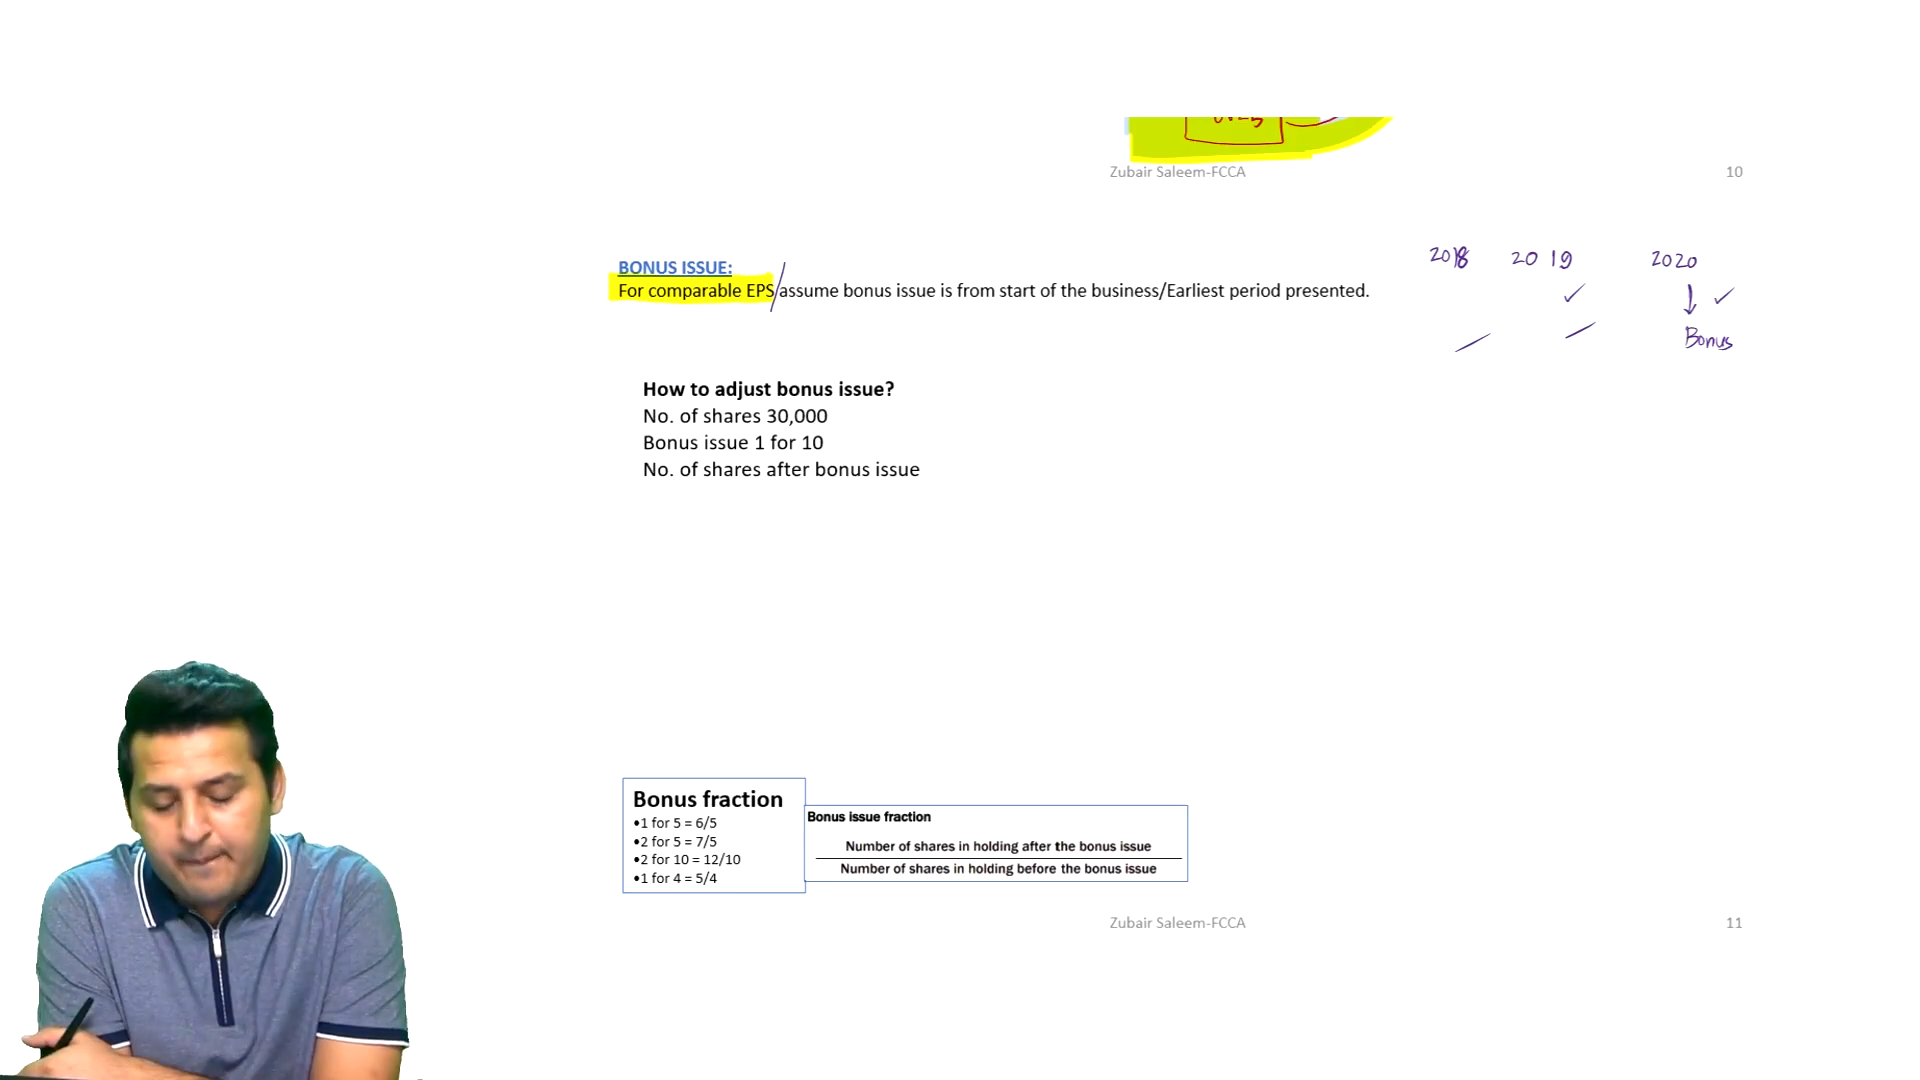 Zubair Saleem-FCCA
10
BONUS ISSUE:
For comparable EPS/assume bonus issue is from start of the business/Earliest period presented.
2018 2019 2020
Bonus
How to adjust bonus issue?
No. of shares 30,000
Bonus issue 1 for 10
No. of shares after bonus issue
Bonus fraction
•1 for 5 = 6/5
•2 for 5 = 7/5
•2 for 10 = 12/10
•1 for 4 = 5/4
Bonus issue fraction
Number of shares in holding after the bonus issue
Number of shares in holding before the bonus issue
Zubair Saleem-FCCA
11